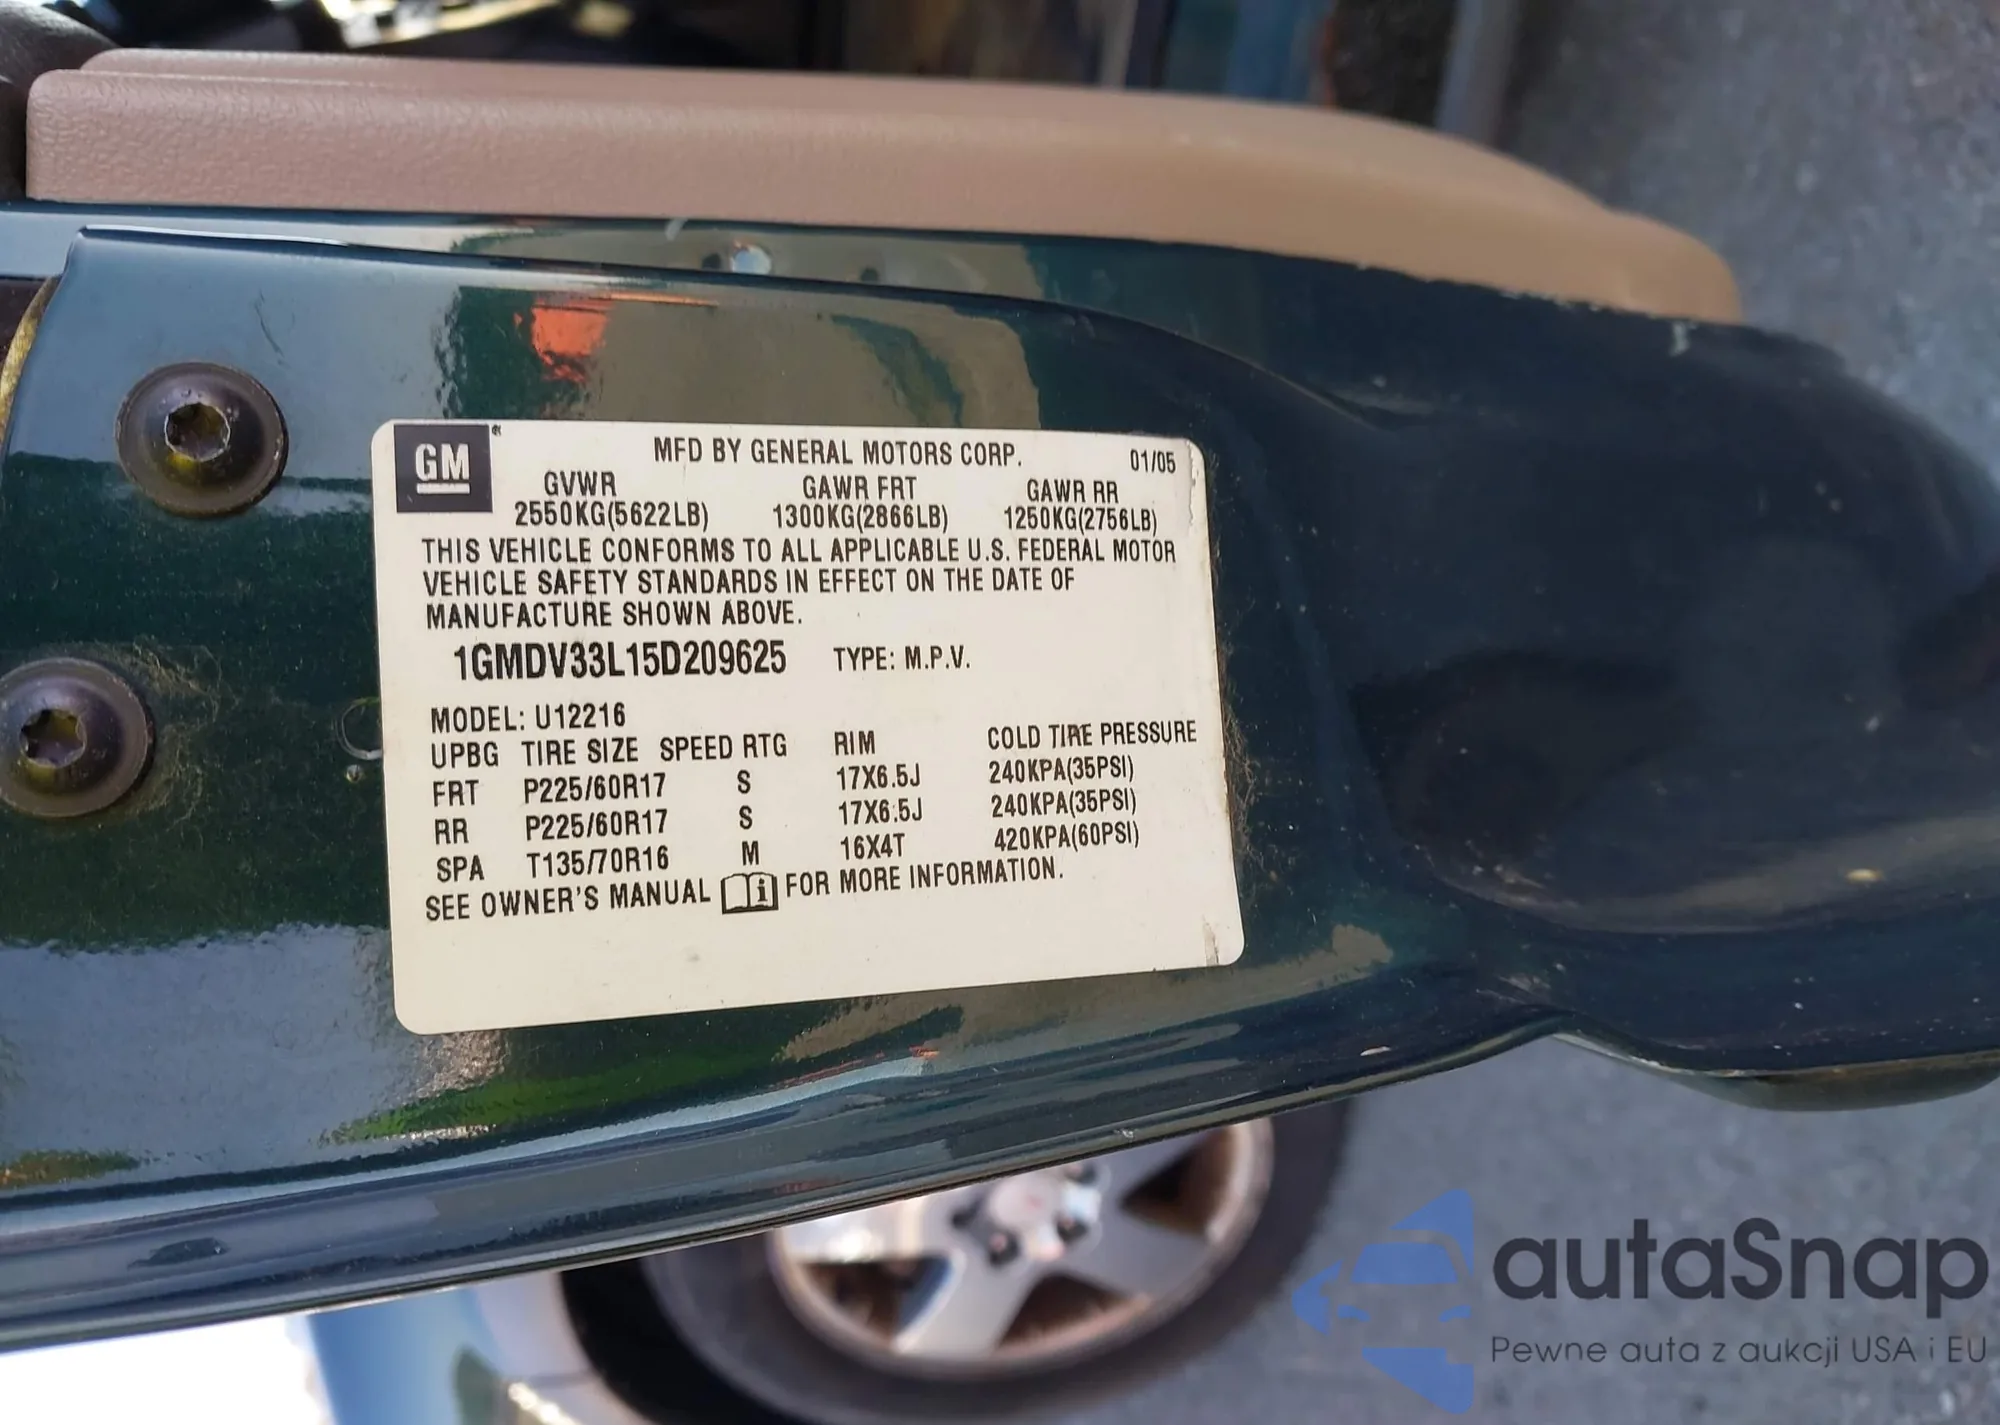 GM
MFD BY GENERAL MOTORS CORP. 01/05
GVWR GAWR FRT GAWR RR
2550KG(5622LB) 1300KG(2866LB) 1250KG(2756LB)
THIS VEHICLE CONFORMS TO ALL APPLICABLE U.S. FEDERAL MOTOR
VEHICLE SAFETY STANDARDS IN EFFECT ON THE DATE OF
MANUFACTURE SHOWN ABOVE.
1GMDV33L15D209625 TYPE: M.P.V.
MODEL: U12216
UPBG TIRE SIZE SPEED RTG RIM COLD TIRE PRESSURE
FRT P225/60R17 S 17X6.5J 240KPA(35PSI)
RR P225/60R17 S 17X6.5J 240KPA(35PSI)
SPA T135/70R16 M 16X4T 420KPA(60PSI)
SEE OWNER'S MANUAL FOR MORE INFORMATION.
autaSnap
Pewne auta z aukcji USA i EU